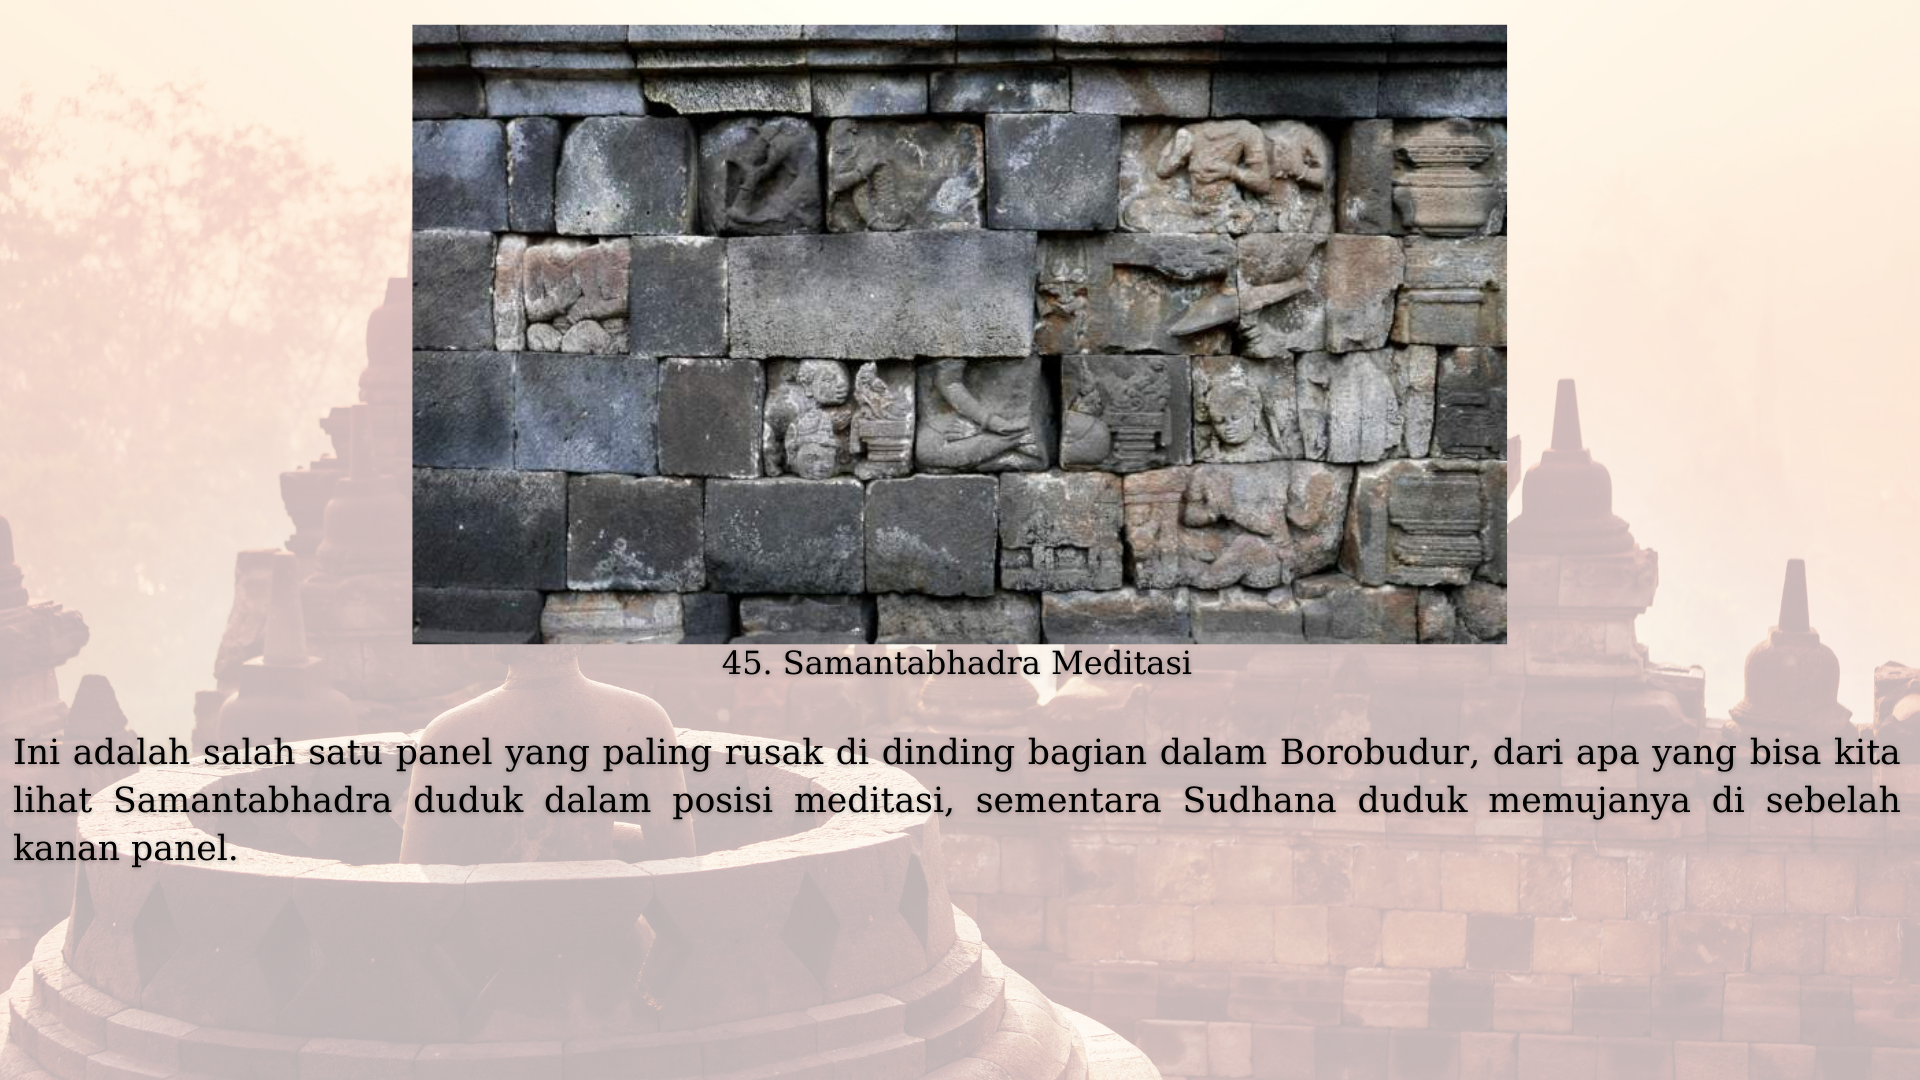 45. Samantabhadra Meditasi
Ini adalah salah satu panel yang paling rusak di dinding bagian dalam Borobudur, dari apa yang bisa kita
lihat Samantabhadra duduk dalam posisi meditasi, sementara Sudhana duduk memujanya di sebelah
kanan panel.